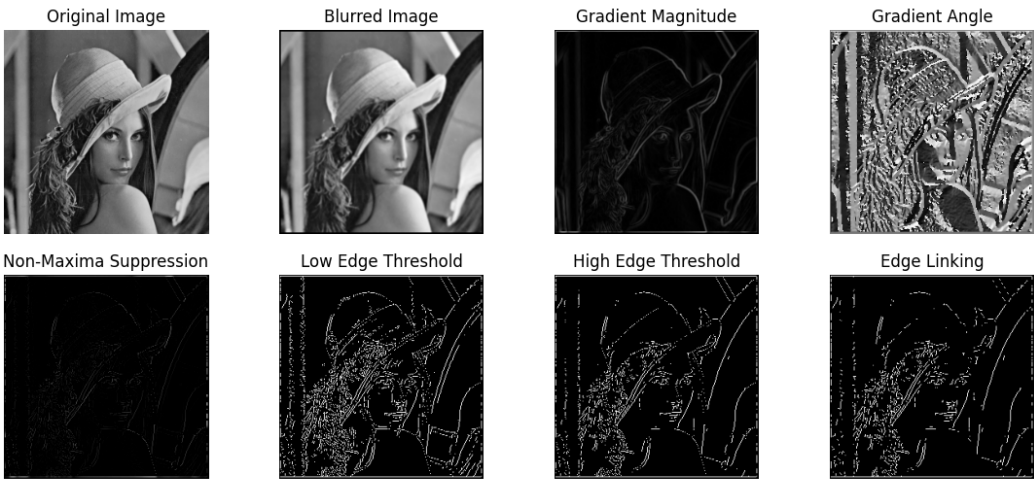 Original Image
Blurred Image
Gradient Magnitude
Gradient Angle
Non-Maxima Suppression
Low Edge Threshold
High Edge Threshold
Edge Linking